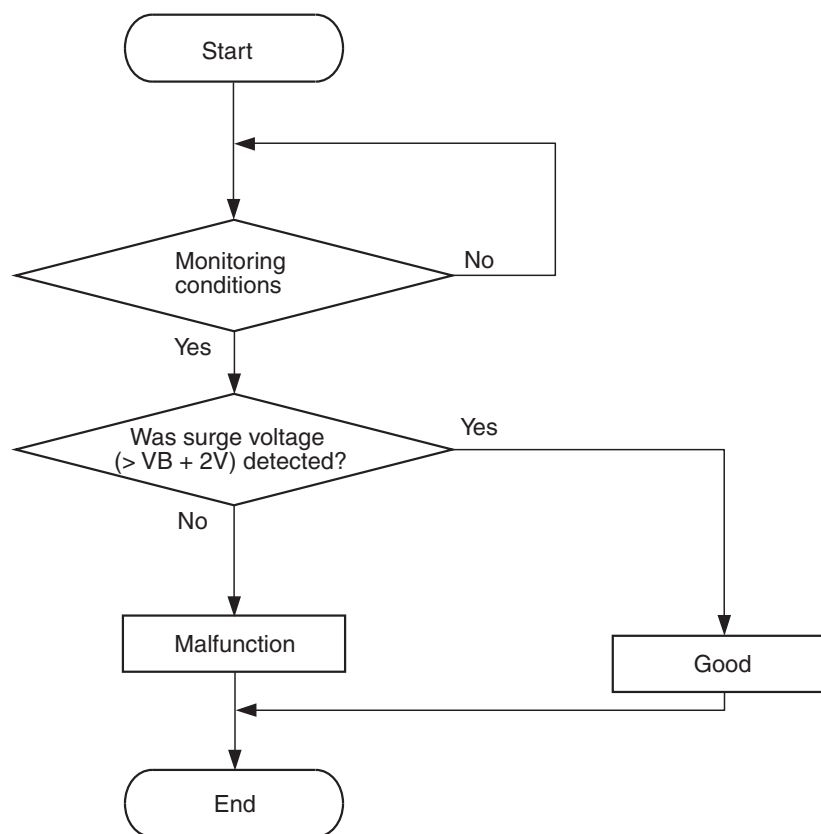 Start
Monitoring
conditions
No
Yes
Was surge voltage
(> VB + 2V) detected?
Yes
No
Malfunction
Good
End